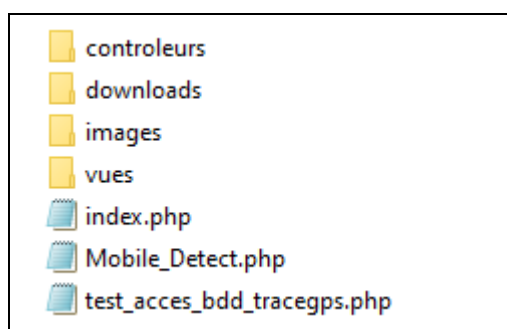 controleurs
downloads
images
vues
index.php
Mobile_Detect.php
test_acces_bdd_tracegps.php